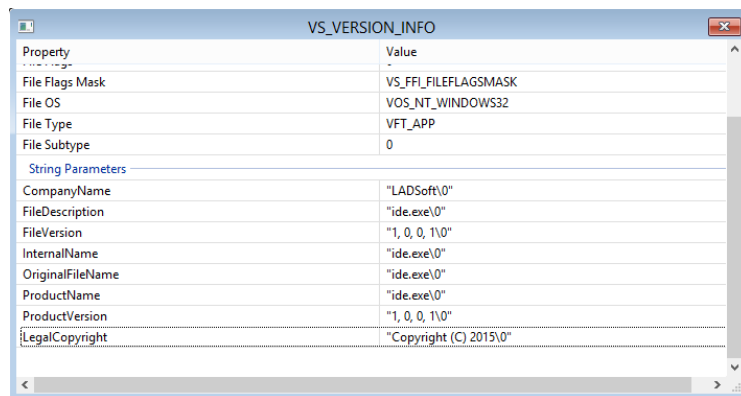 VS_VERSION_INFO
Property Value
File Flags Mask VS_FFI_FILEFLAGSMASK
File OS VOS_NT_WINDOWS32
File Type VFT_APP
File Subtype 0
String Parameters
CompanyName "LADSoft\0"
FileDescription "ide.exe\0"
FileVersion "1, 0, 0, 1\0"
InternalName "ide.exe\0"
OriginalFileName "ide.exe\0"
ProductName "ide.exe\0"
ProductVersion "1, 0, 0, 1\0"
LegalCopyright "Copyright (C) 2015\0"